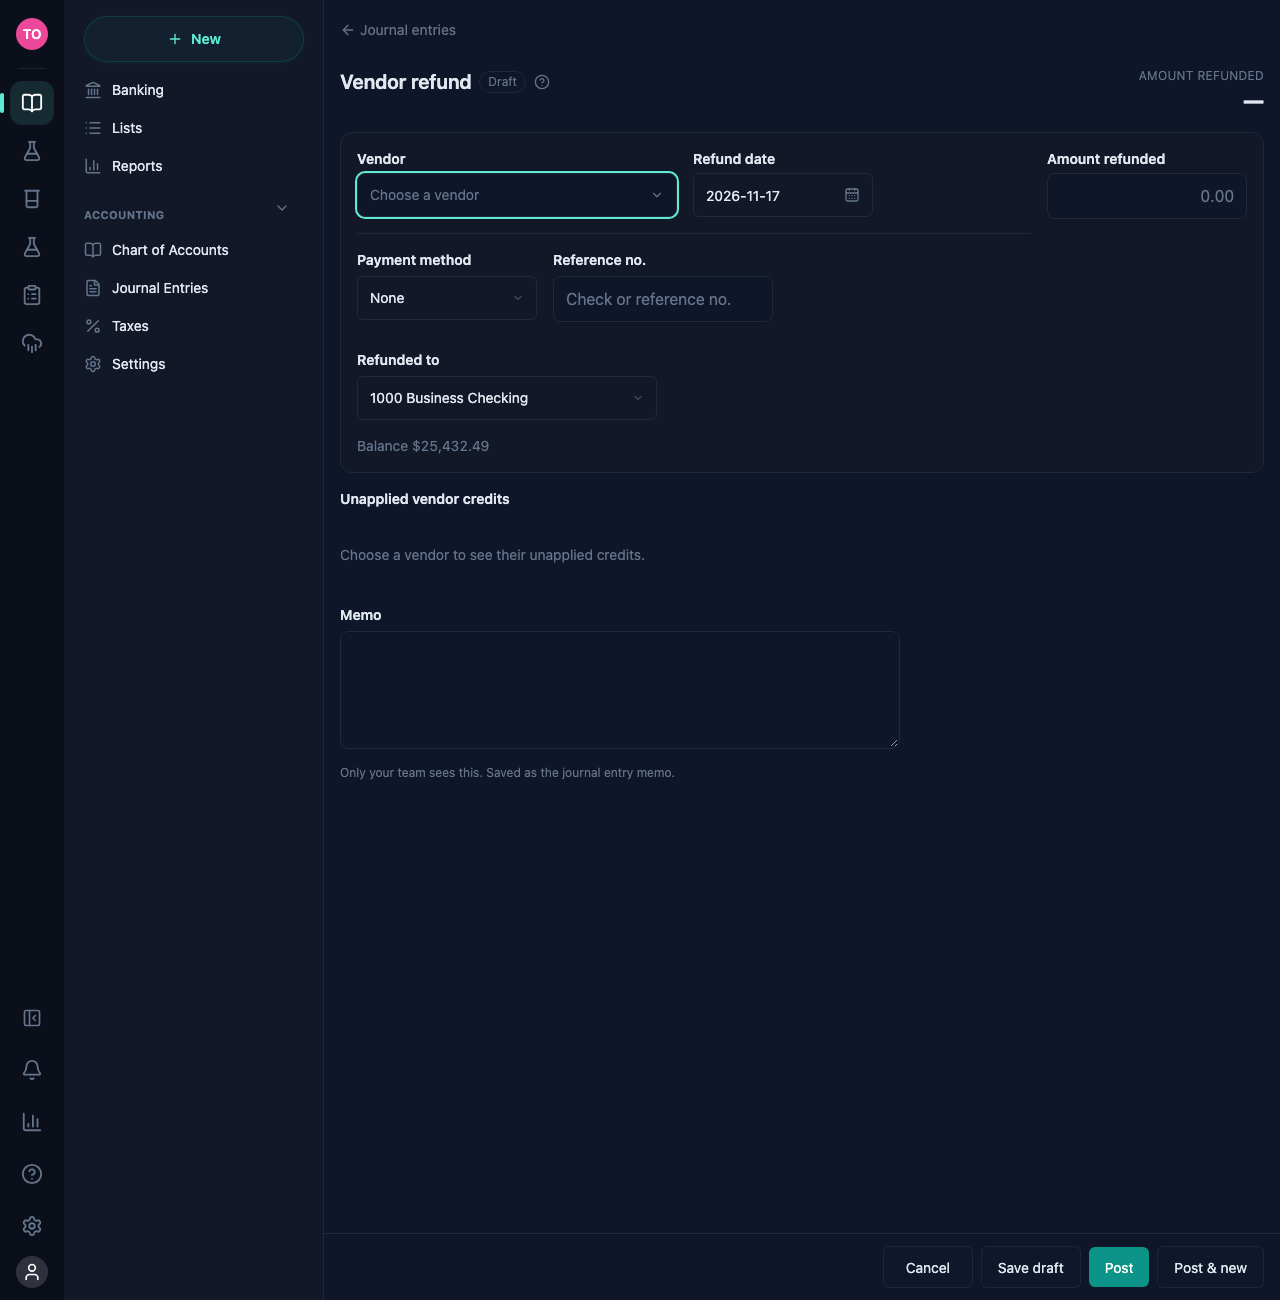 TO
New
Banking
Lists
Reports
ACCOUNTING
Chart of Accounts
Journal Entries
Taxes
Settings
Journal entries
Vendor refund
Draft
AMOUNT REFUNDED
—
Vendor
Refund date
Amount refunded
Choose a vendor
2026-11-17
0.00
Payment method
Reference no.
None
Check or reference no.
Refunded to
1000 Business Checking
Balance $25,432.49
Unapplied vendor credits
Choose a vendor to see their unapplied credits.
Memo
Only your team sees this. Saved as the journal entry memo.
Cancel
Save draft
Post
Post & new